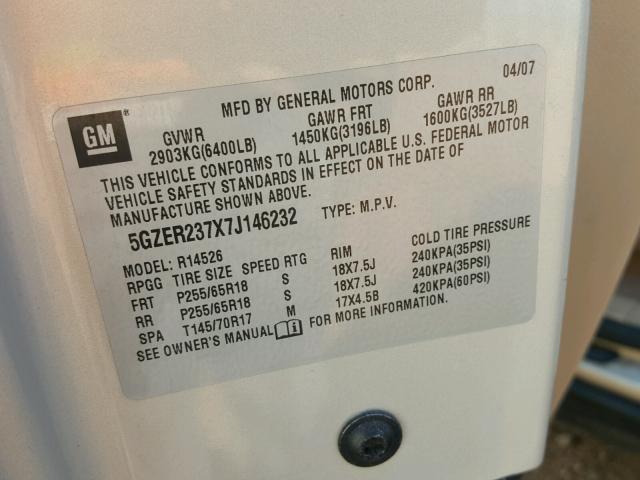 MFD BY GENERAL MOTORS CORP. 04/07
GM ®
GVWR GAWR FRT GAWR RR
2903KG(6400LB) 1450KG(3196LB) 1600KG(3527LB)
THIS VEHICLE CONFORMS TO ALL APPLICABLE U.S. FEDERAL MOTOR
VEHICLE SAFETY STANDARDS IN EFFECT ON THE DATE OF
MANUFACTURE SHOWN ABOVE.
5GZER237X7J146232 TYPE: M.P.V.
MODEL: R14526
RPGG TIRE SIZE SPEED RTG RIM COLD TIRE PRESSURE
FRT P255/65R18 S 18X7.5J 240KPA(35PSI)
RR P255/65R18 S 18X7.5J 240KPA(35PSI)
SPA T145/70R17 M 17X4.5B 420KPA(60PSI)
SEE OWNER'S MANUAL FOR MORE INFORMATION.